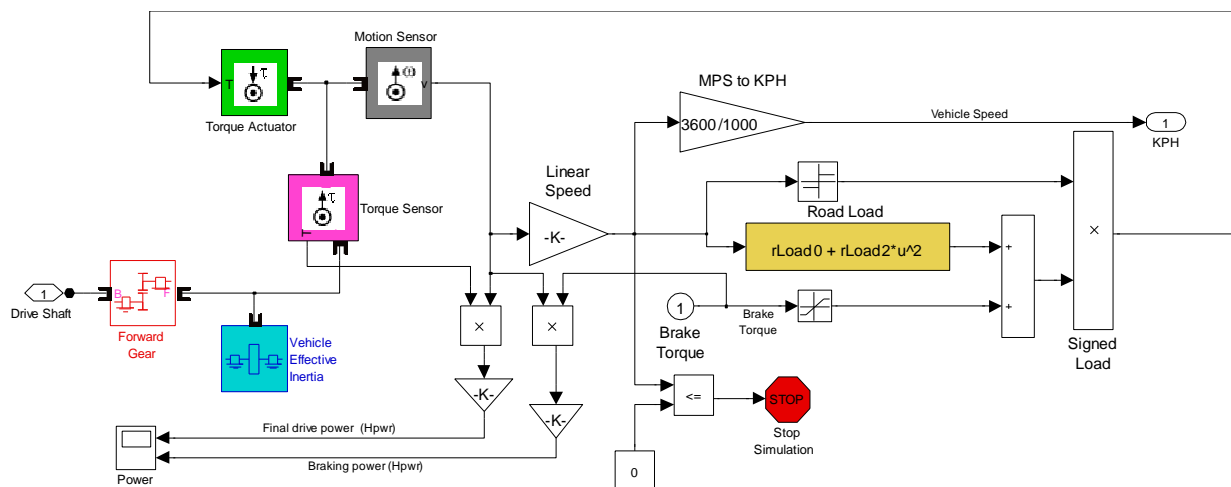 Motion Sensor
T
τ
ω
v
Torque Actuator
MPS to KPH
3600/1000
Vehicle Speed
1
KPH
Linear
Speed
-K-
τ
T
Torque Sensor
Road Load
rLoad0 + rLoad2*u^2
+
+
×
Signed
Load
1
Drive Shaft
B
F
Forward
Gear
Vehicle
Effective
Inertia
×
×
1
Brake
Torque
Brake
Torque
-K-
-K-
<=
STOP
Stop
Simulation
0
Final drive power (Hpwr)
Braking power (Hpwr)
Power